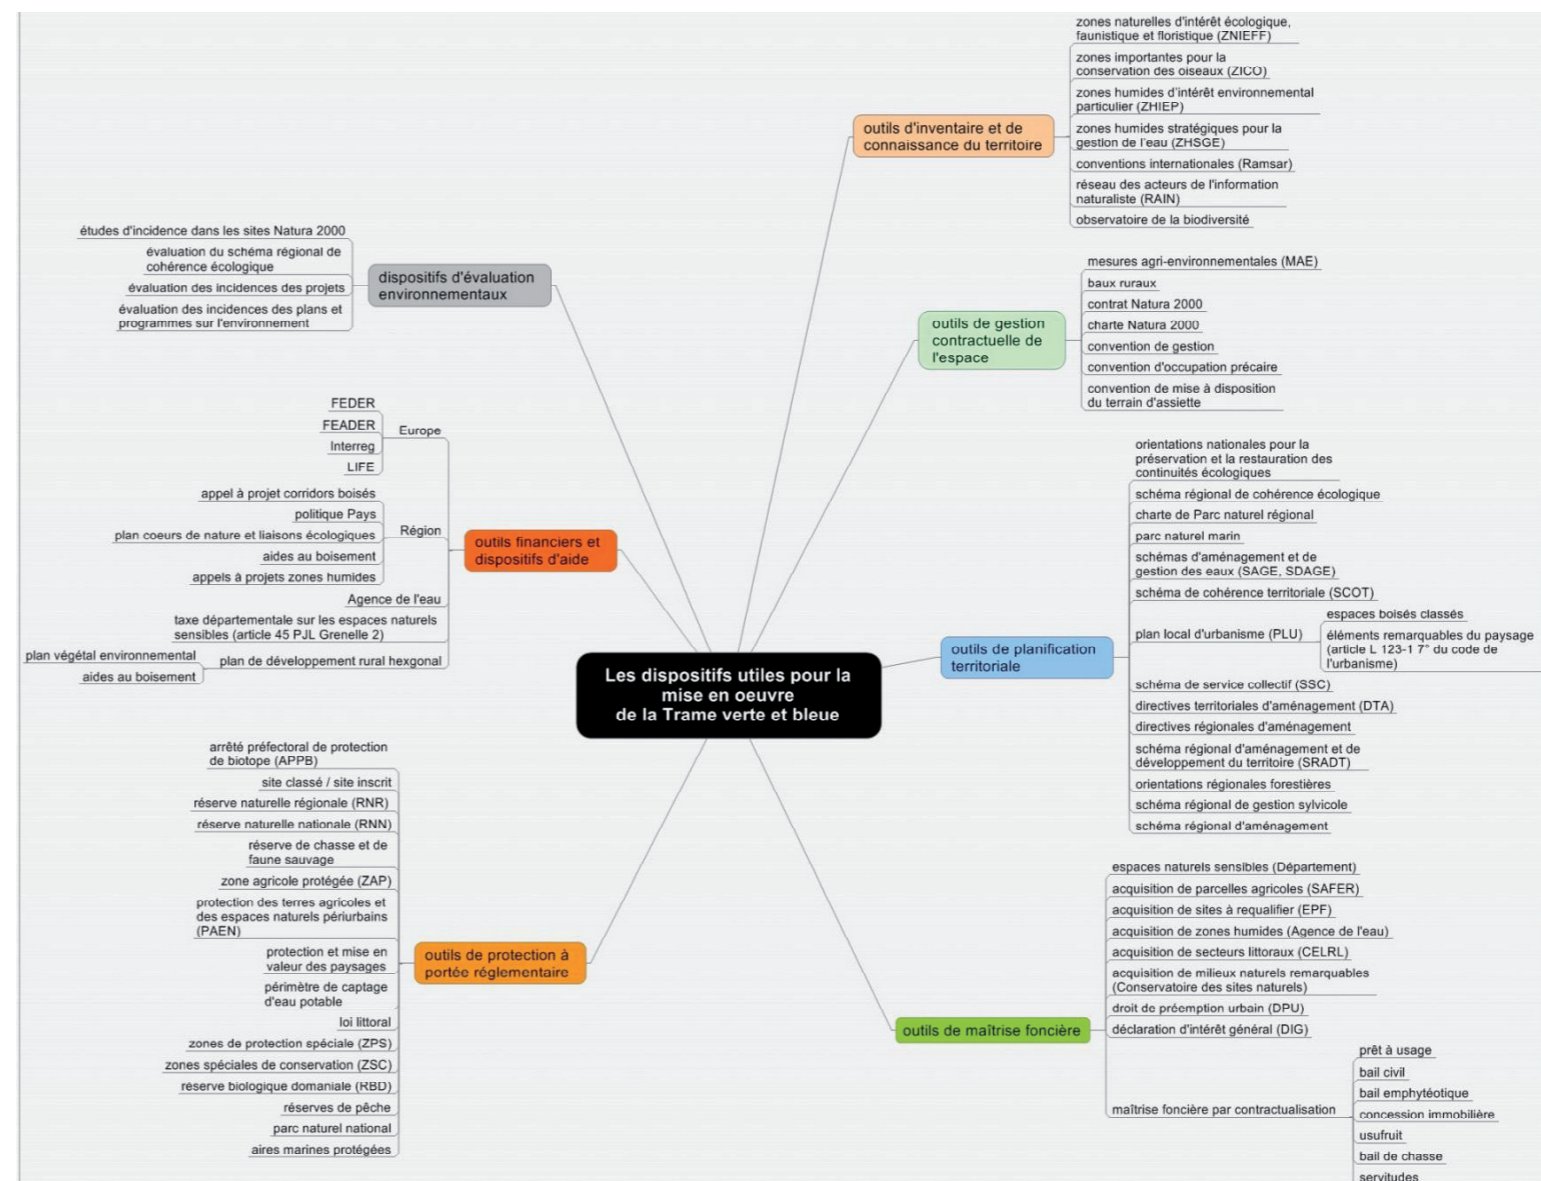 Les dispositifs utiles pour la
mise en oeuvre
de la Trame verte et bleue
outils d'inventaire et de
connaissance du territoire
zones naturelles d'intérêt écologique,
faunistique et floristique (ZNIEFF)
zones importantes pour la
conservation des oiseaux (ZICO)
zones humides d'intérêt environnemental
particulier (ZHIEP)
zones humides stratégiques pour la
gestion de l'eau (ZHSGE)
conventions internationales (Ramsar)
réseau des acteurs de l'information
naturaliste (RAIN)
observatoire de la biodiversité
outils de gestion
contractuelle de
l'espace
mesures agri-environnementales (MAE)
baux ruraux
contrat Natura 2000
charte Natura 2000
convention de gestion
convention d'occupation précaire
convention de mise à disposition
du terrain d'assiette
outils de planification
territoriale
orientations nationales pour la
préservation et la restauration des
continuités écologiques
schéma régional de cohérence écologique
charte de Parc naturel régional
parc naturel marin
schémas d'aménagement et de
gestion des eaux (SAGE, SDAGE)
schéma de cohérence territoriale (SCOT)
plan local d'urbanisme (PLU)
espaces boisés classés
éléments remarquables du paysage
(article L 123-1 7° du code de
l'urbanisme)
schéma de service collectif (SSC)
directives territoriales d'aménagement (DTA)
directives régionales d'aménagement
schéma régional d'aménagement et de
développement du territoire (SRADT)
orientations régionales forestières
schéma régional de gestion sylvicole
schéma régional d'aménagement
outils de maîtrise foncière
espaces naturels sensibles (Département)
acquisition de parcelles agricoles (SAFER)
acquisition de sites à requalifier (EPF)
acquisition de zones humides (Agence de l'eau)
acquisition de secteurs littoraux (CELRL)
acquisition de milieux naturels remarquables
(Conservatoire des sites naturels)
droit de préemption urbain (DPU)
déclaration d'intérêt général (DIG)
maîtrise foncière par contractualisation
prêt à usage
bail civil
bail emphytéotique
concession immobilière
usufruit
bail de chasse
servitudes
dispositifs d'évaluation
environnementaux
études d'incidence dans les sites Natura 2000
évaluation du schéma régional de
cohérence écologique
évaluation des incidences des projets
évaluation des incidences des plans et
programmes sur l'environnement
outils financiers et
dispositifs d'aide
Europe
FEDER
FEADER
Interreg
LIFE
Région
appel à projet corridors boisés
politique Pays
plan coeurs de nature et liaisons écologiques
aides au boisement
appels à projets zones humides
Agence de l'eau
taxe départementale sur les espaces naturels
sensibles (article 45 PJL Grenelle 2)
plan de développement rural hexgonal
plan végétal environnemental
aides au boisement
outils de protection à
portée réglementaire
arrêté préfectoral de protection
de biotope (APPB)
site classé / site inscrit
réserve naturelle régionale (RNR)
réserve naturelle nationale (RNN)
réserve de chasse et de
faune sauvage
zone agricole protégée (ZAP)
protection des terres agricoles et
des espaces naturels périurbains
(PAEN)
protection et mise en
valeur des paysages
périmètre de captage
d'eau potable
loi littoral
zones de protection spéciale (ZPS)
zones spéciales de conservation (ZSC)
réserve biologique domaniale (RBD)
réserves de pêche
parc naturel national
aires marines protégées